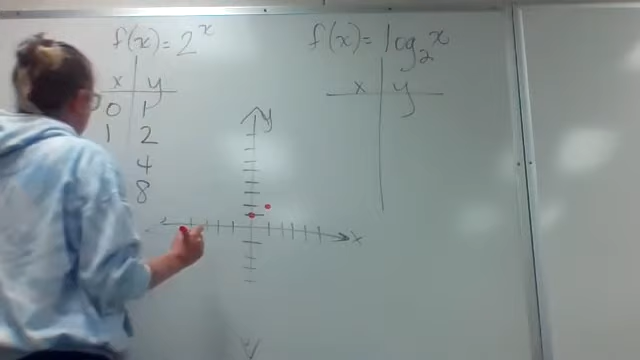 f(x)=2^x
x y
0 1
1 2
4
8
y
x
f(x)=log₂x
x y